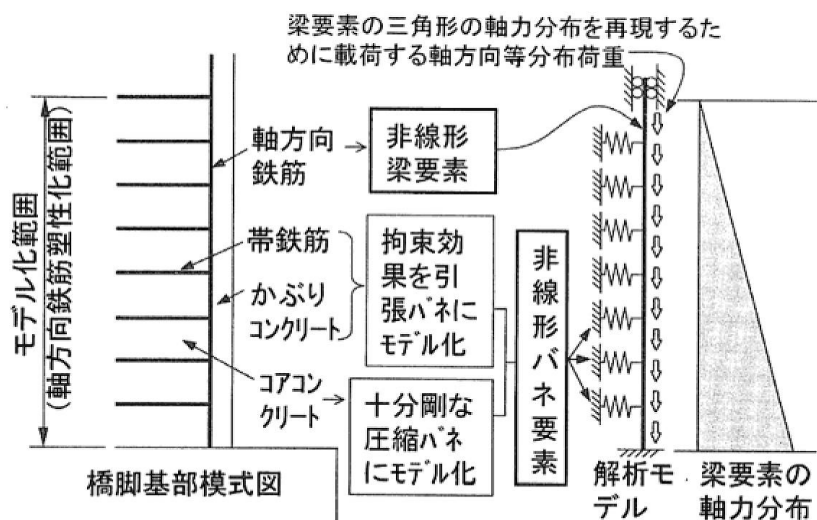 梁要素の三角形の軸力分布を再現するた
めに載荷する軸方向等分布荷重
モデル化範囲
(軸方向鉄筋塑性化範囲)
軸方向
鉄筋
非線形
梁要素
帯鉄筋
かぶり
コンクリート
拘束効
果を引
張バネに
モデル化
コアコン
クリート
十分剛な
圧縮バネ
にモデル化
非線形バネ要素
橋脚基部模式図
解析モ
デル
梁要素の
軸力分布